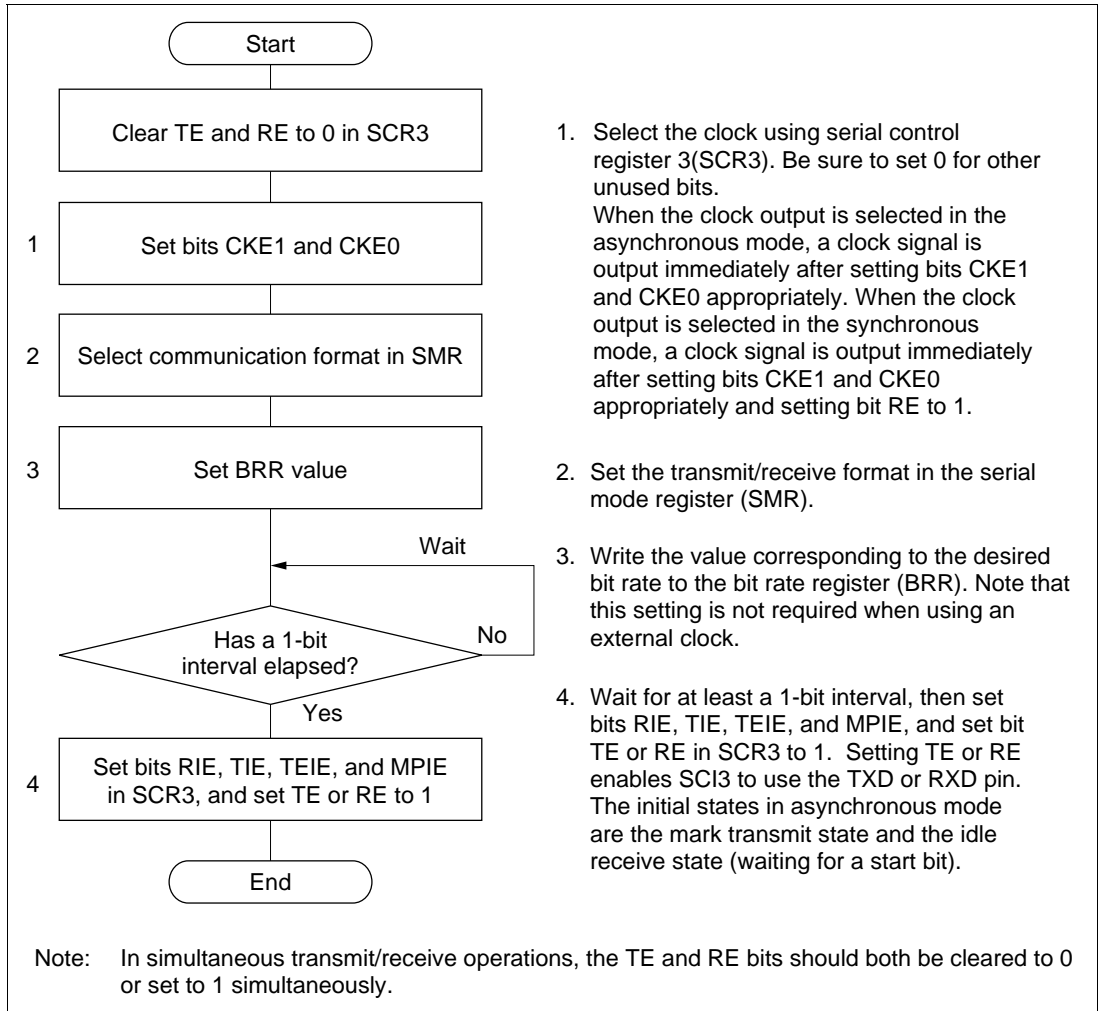 Start
Clear TE and RE to 0 in SCR3
1
Set bits CKE1 and CKE0
2
Select communication format in SMR
3
Set BRR value
Wait
Has a 1-bit
interval elapsed?
No
Yes
4
Set bits RIE, TIE, TEIE, and MPIE
in SCR3, and set TE or RE to 1
End
1. Select the clock using serial control
register 3(SCR3). Be sure to set 0 for other
unused bits.
When the clock output is selected in the
asynchronous mode, a clock signal is
output immediately after setting bits CKE1
and CKE0 appropriately. When the clock
output is selected in the synchronous
mode, a clock signal is output immediately
after setting bits CKE1 and CKE0
appropriately and setting bit RE to 1.
2. Set the transmit/receive format in the serial
mode register (SMR).
3. Write the value corresponding to the desired
bit rate to the bit rate register (BRR). Note that
this setting is not required when using an
external clock.
4. Wait for at least a 1-bit interval, then set
bits RIE, TIE, TEIE, and MPIE, and set bit
TE or RE in SCR3 to 1. Setting TE or RE
enables SCI3 to use the TXD or RXD pin.
The initial states in asynchronous mode
are the mark transmit state and the idle
receive state (waiting for a start bit).
Note: In simultaneous transmit/receive operations, the TE and RE bits should both be cleared to 0
or set to 1 simultaneously.